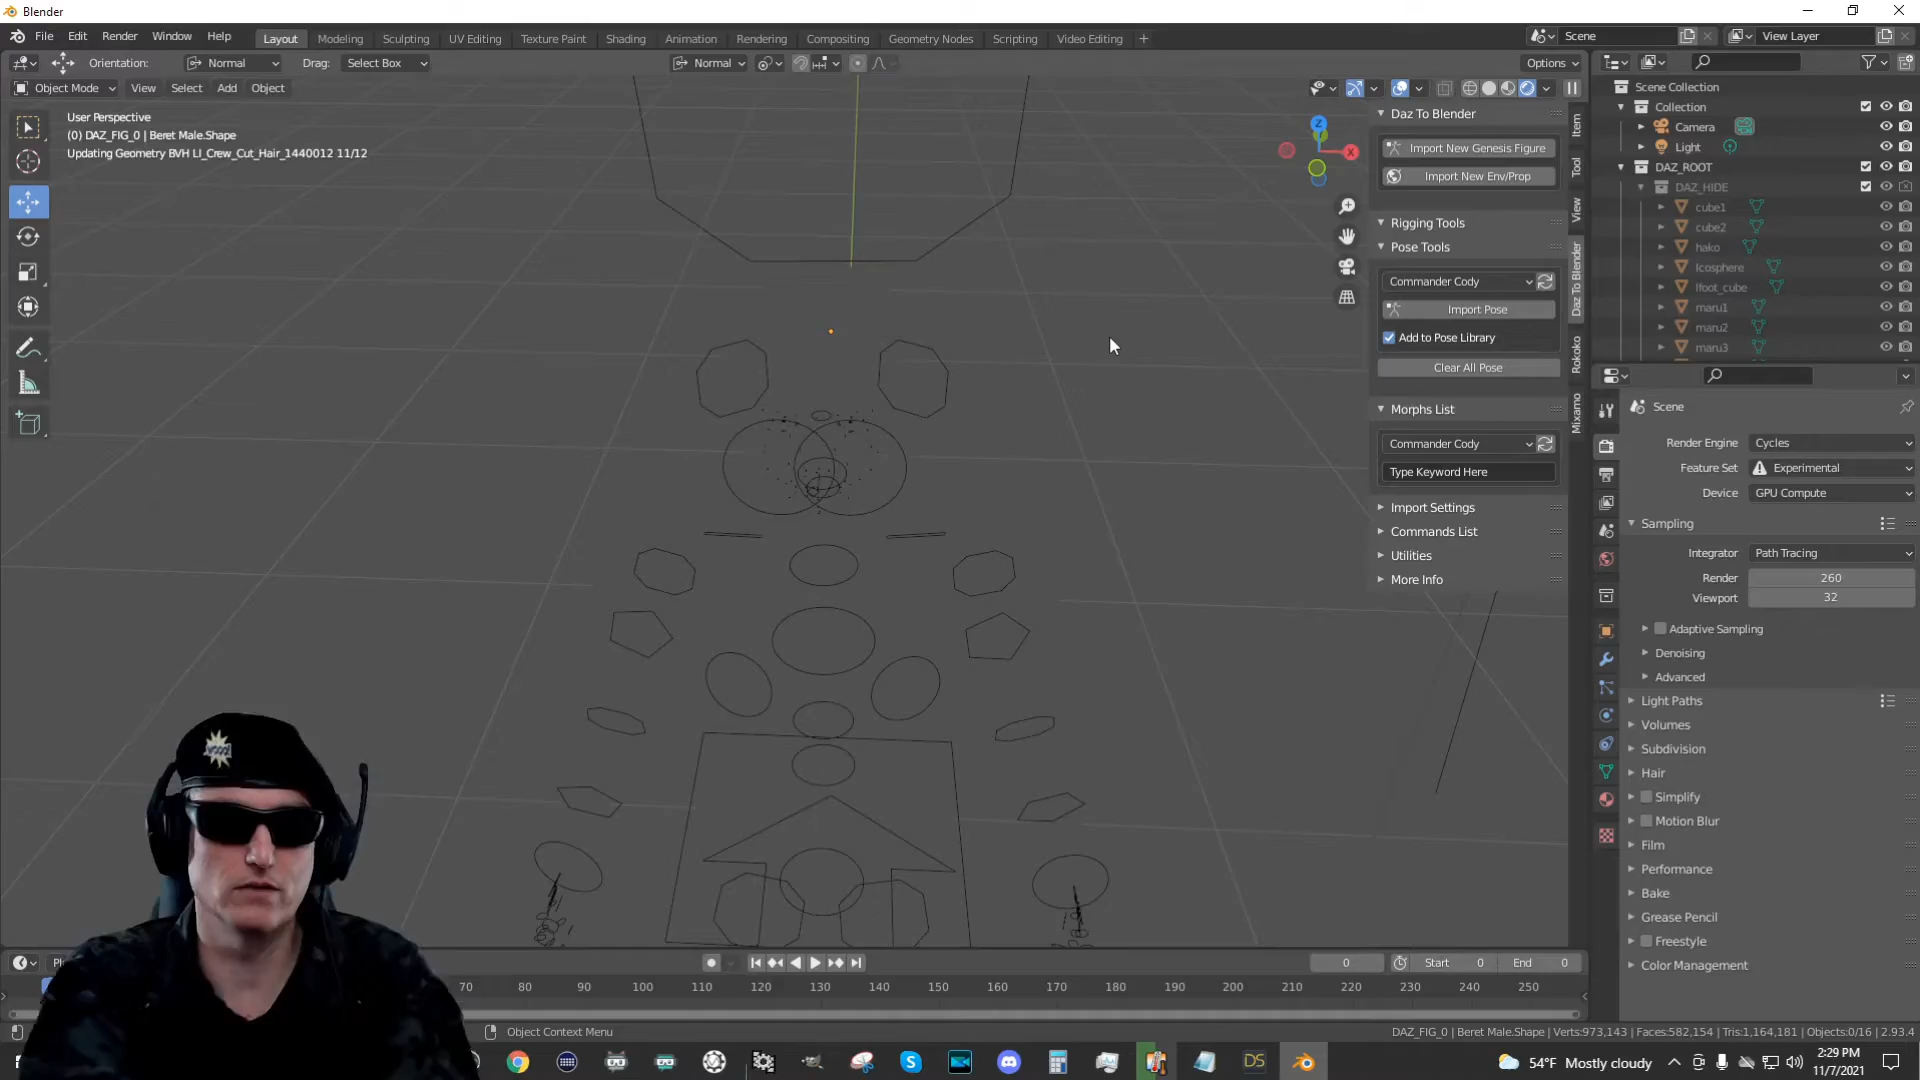 Blender
File Edit Render Window Help
Layout Modeling Sculpting UV Editing Texture Paint Shading Animation Rendering Compositing Geometry Nodes Scripting Video Editing +
Scene
View Layer
Orientation: Normal Drag: Select Box
Normal
Options
Object Mode View Select Add Object
User Perspective
(0) DAZ_FIG_0 | Beret Male.Shape
Updating Geometry BVH LI_Crew_Cut_Hair_1440012 11/12
Z
X
Daz To Blender
Import New Genesis Figure
Import New Env/Prop
Rigging Tools
Pose Tools
Commander Cody
Import Pose
Add to Pose Library
Clear All Pose
Morphs List
Commander Cody
Type Keyword Here
Import Settings
Commands List
Utilities
More Info
Item
Tool
View
Daz To Blender
Rokoko
Mixamo
Scene Collection
Collection
Camera
Light
DAZ_ROOT
DAZ_HIDE
cube1
cube2
hako
Icosphere
lfoot_cube
maru1
maru2
maru3
Scene
Render Engine Cycles
Feature Set Experimental
Device GPU Compute
Sampling
Integrator Path Tracing
Render 260
Viewport 32
Adaptive Sampling
Denoising
Advanced
Light Paths
Volumes
Subdivision
Hair
Simplify
Motion Blur
Film
Performance
Bake
Grease Pencil
Freestyle
Color Management
0 Start 0 End 0
70 80 90 100 110 120 130 140 150 160 170 180 190 200 210 220 230 240 250
Object Context Menu
DAZ_FIG_0 | Beret Male.Shape | Verts:973,143 | Faces:582,154 | Tris:1,164,181 | Objects:0/16 | 2.93.4
DS
54°F Mostly cloudy
2:29 PM
11/7/2021